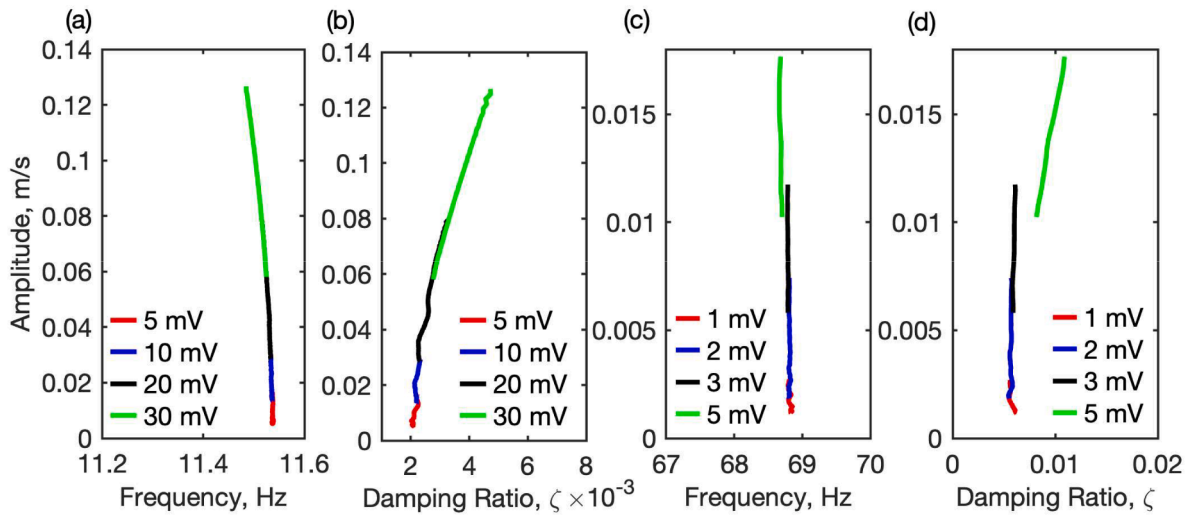 (a)
(b)
(c)
(d)
Amplitude, m/s
0.14
0.12
0.1
0.08
0.06
0.04
0.02
0
5 mV
10 mV
20 mV
30 mV
11.2
11.4
11.6
Frequency, Hz
0.14
0.12
0.1
0.08
0.06
0.04
0.02
0
5 mV
10 mV
20 mV
30 mV
2
4
6
8
Damping Ratio, ζ ×10⁻³
0.015
0.01
0.005
0
1 mV
2 mV
3 mV
5 mV
67
68
69
70
Frequency, Hz
0.015
0.01
0.005
0
1 mV
2 mV
3 mV
5 mV
0
0.01
0.02
Damping Ratio, ζ